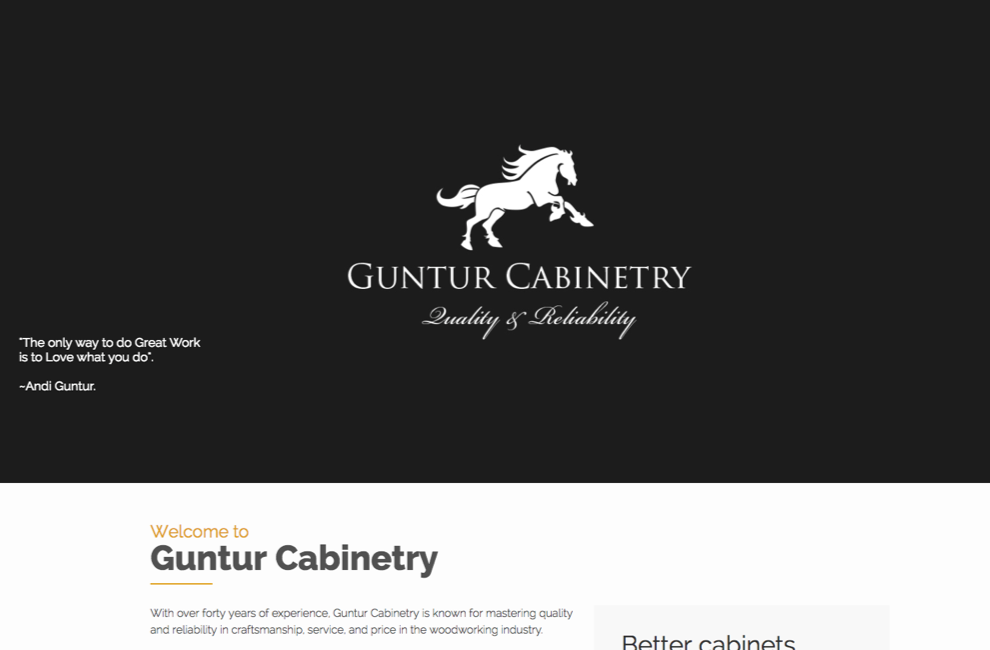 GUNTUR CABINETRY
Quality & Reliability
"The only way to do Great Work
is to Love what you do".
~Andi Guntur.
Welcome to
Guntur Cabinetry
With over forty years of experience, Guntur Cabinetry is known for mastering quality
and reliability in craftsmanship, service, and price in the woodworking industry.
Better cabinets